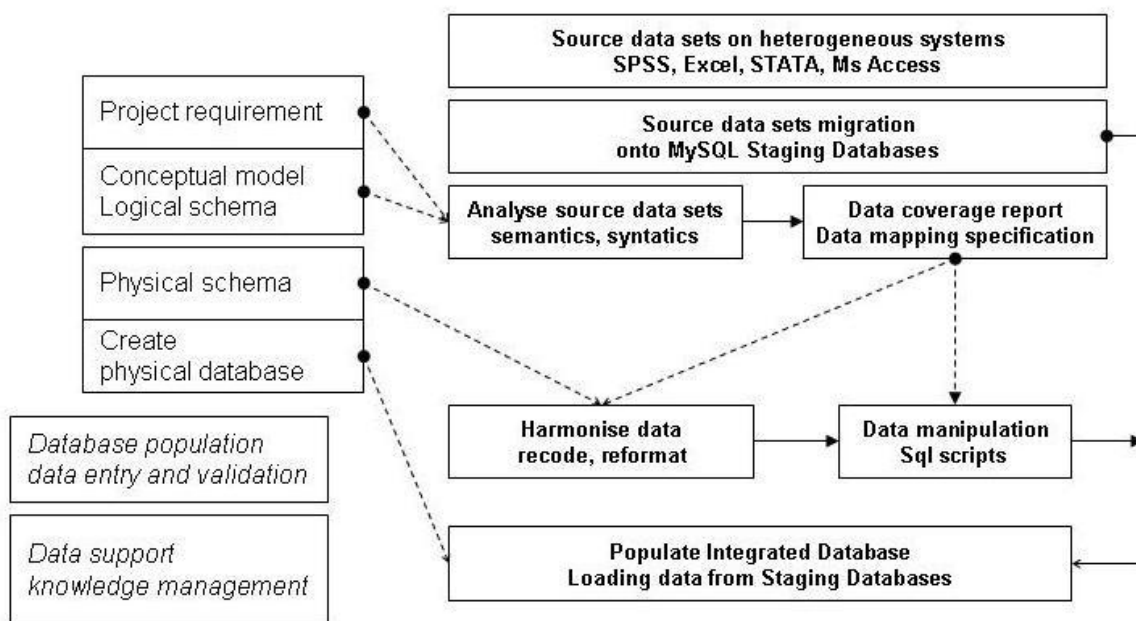 Source data sets on heterogeneous systems
SPSS, Excel, STATA, Ms Access
Project requirement
Source data sets migration
onto MySQL Staging Databases
Conceptual model
Logical schema
Analyse source data sets
semantics, syntatics
Data coverage report
Data mapping specification
Physical schema
Create
physical database
Harmonise data
recode, reformat
Data manipulation
Sql scripts
Database population
data entry and validation
Data support
knowledge management
Populate Integrated Database
Loading data from Staging Databases